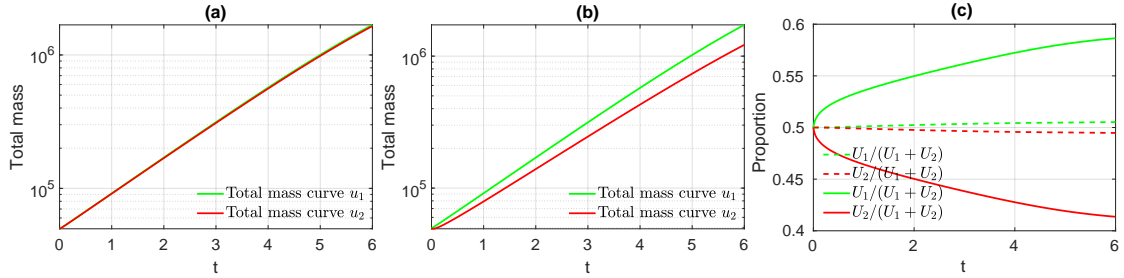 (a)
Total mass
10^6
10^5
Total mass curve u_1
Total mass curve u_2
0 1 2 3 4 5 6
t
(b)
Total mass
10^6
10^5
Total mass curve u_1
Total mass curve u_2
0 1 2 3 4 5 6
t
(c)
Proportion
0.6
0.55
0.5
0.45
0.4
U_1/(U_1 + U_2)
U_2/(U_1 + U_2)
U_1/(U_1 + U_2)
U_2/(U_1 + U_2)
0 2 4 6
t